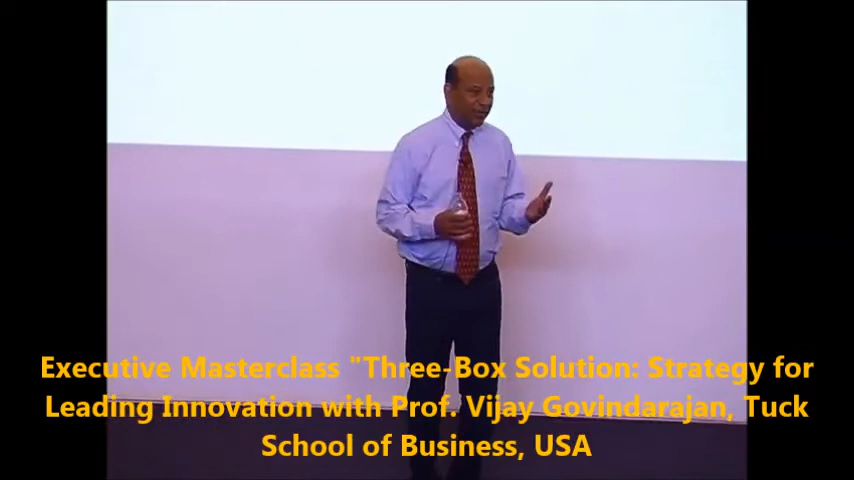 Executive Masterclass "Three-Box Solution: Strategy for
Leading Innovation with Prof. Vijay Govindarajan, Tuck
School of Business, USA